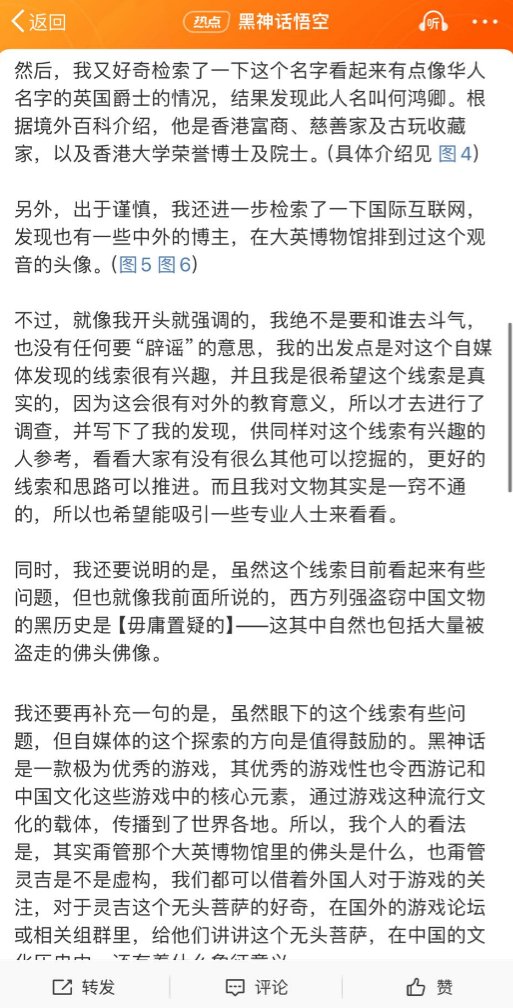 返回
热点
黑神话悟空
听
然后，我又好奇检索了一下这个名字看起来有点像华人
名字的英国爵士的情况，结果发现此人名叫何鸿卿。根
据境外百科介绍，他是香港富商、慈善家及古玩收藏
家，以及香港大学荣誉博士及院士。(具体介绍见 图4)
另外，出于谨慎，我还进一步检索了一下国际互联网，
发现也有一些中外的博主，在大英博物馆排到过这个观
音的头像。(图5 图6)
不过，就像我开头就强调的，我绝不是要和谁去斗气，
也没有任何要“辟谣”的意思，我的出发点是对这个自媒
体发现的线索很有兴趣，并且我是很希望这个线索是真
实的，因为这会很有对外的教育意义，所以才去进行了
调查，并写下了我的发现，供同样对这个线索有兴趣的
人参考，看看大家有没有很么其他可以挖掘的，更好的
线索和思路可以推进。而且我对文物其实是一窍不通
的，所以也希望能吸引一些专业人士来看看。
同时，我还要说明的是，虽然这个线索目前看起来有些
问题，但也就像我前面所说的，西方列强盗窃中国文物
的黑历史是【毋庸置疑的】——这其中自然也包括大量被
盗走的佛头佛像。
我还要再补充一句的是，虽然眼下的这个线索有些问
题，但自媒体的这个探索的方向是值得鼓励的。黑神话
是一款极为优秀的游戏，其优秀的游戏性也令西游记和
中国文化这些游戏中的核心元素，通过游戏这种流行文
化的载体，传播到了世界各地。所以，我个人的看法
是，其实甭管那个大英博物馆里的佛头是什么，也甭管
灵吉是不是虚构，我们都可以借着外国人对于游戏的关
注，对于灵吉这个无头菩萨的好奇，在国外的游戏论坛
或相关组群里，给他们讲讲这个无头菩萨，在中国的文
化历史中，还有着什么象征意义
转发
评论
赞